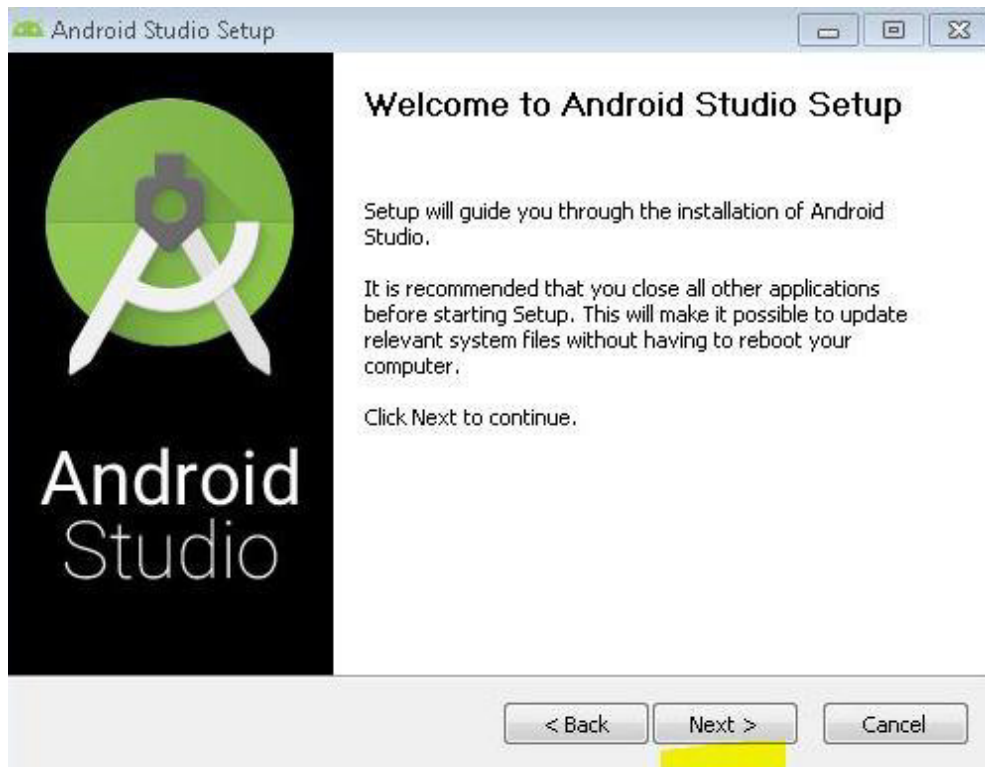 Android Studio Setup
Welcome to Android Studio Setup
Setup will guide you through the installation of Android
Studio.
It is recommended that you close all other applications
before starting Setup. This will make it possible to update
relevant system files without having to reboot your
computer.
Click Next to continue.
Android
Studio
< Back Next > Cancel